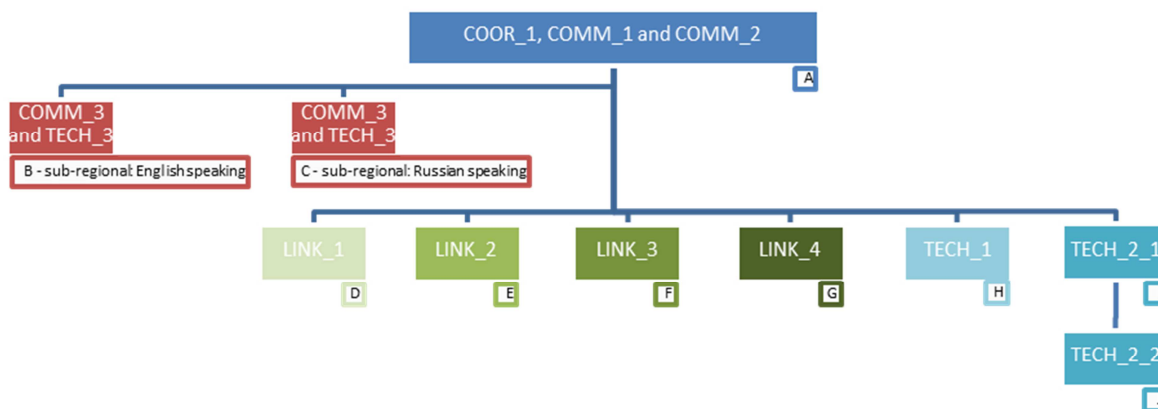 COOR_1, COMM_1 and COMM_2
A
COMM_3
and TECH_3
COMM_3
and TECH_3
B - sub-regional: English speaking
C - sub-regional: Russian speaking
LINK_1
LINK_2
LINK_3
LINK_4
TECH_1
TECH_2_1
D
E
F
G
H
TECH_2_2